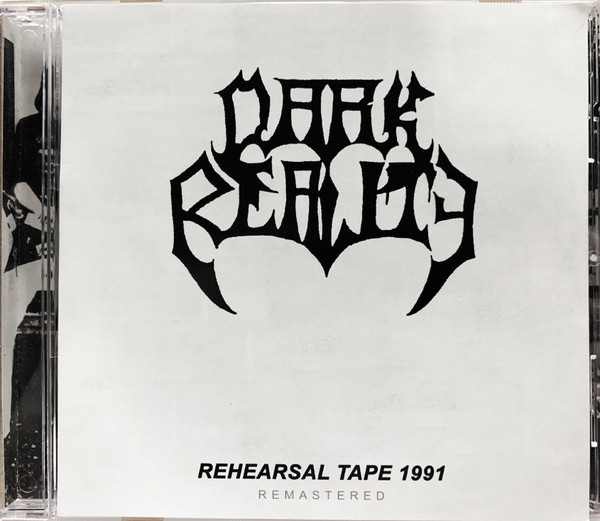 DARK
REALITY
REHEARSAL TAPE 1991
REMASTERED